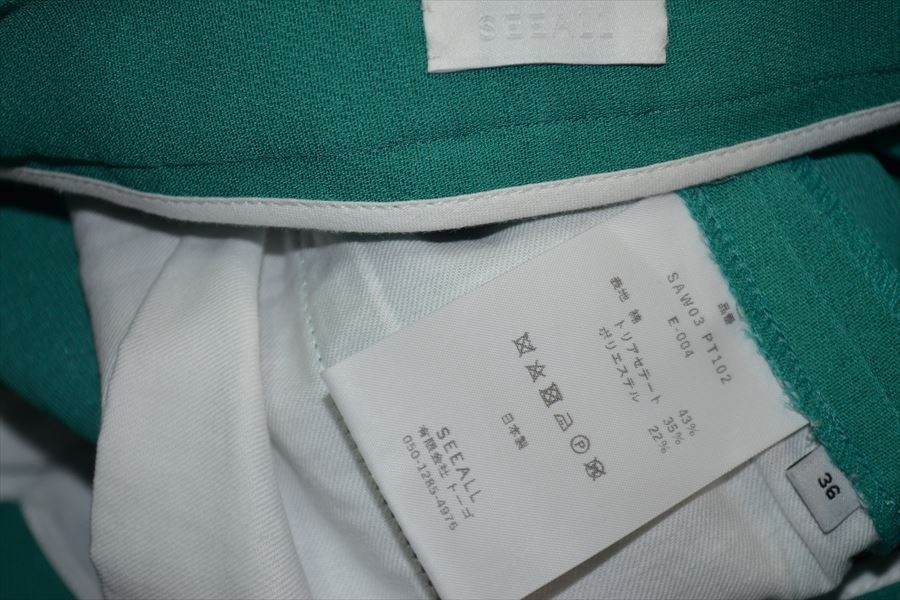 SEEALL
品番
SAW03 PT102
E-004
表地 綿 43%
トリアセテート 35%
ポリエステル 22%
日本製
SEEALL
有限会社トーゴ
050-1285-4976
36